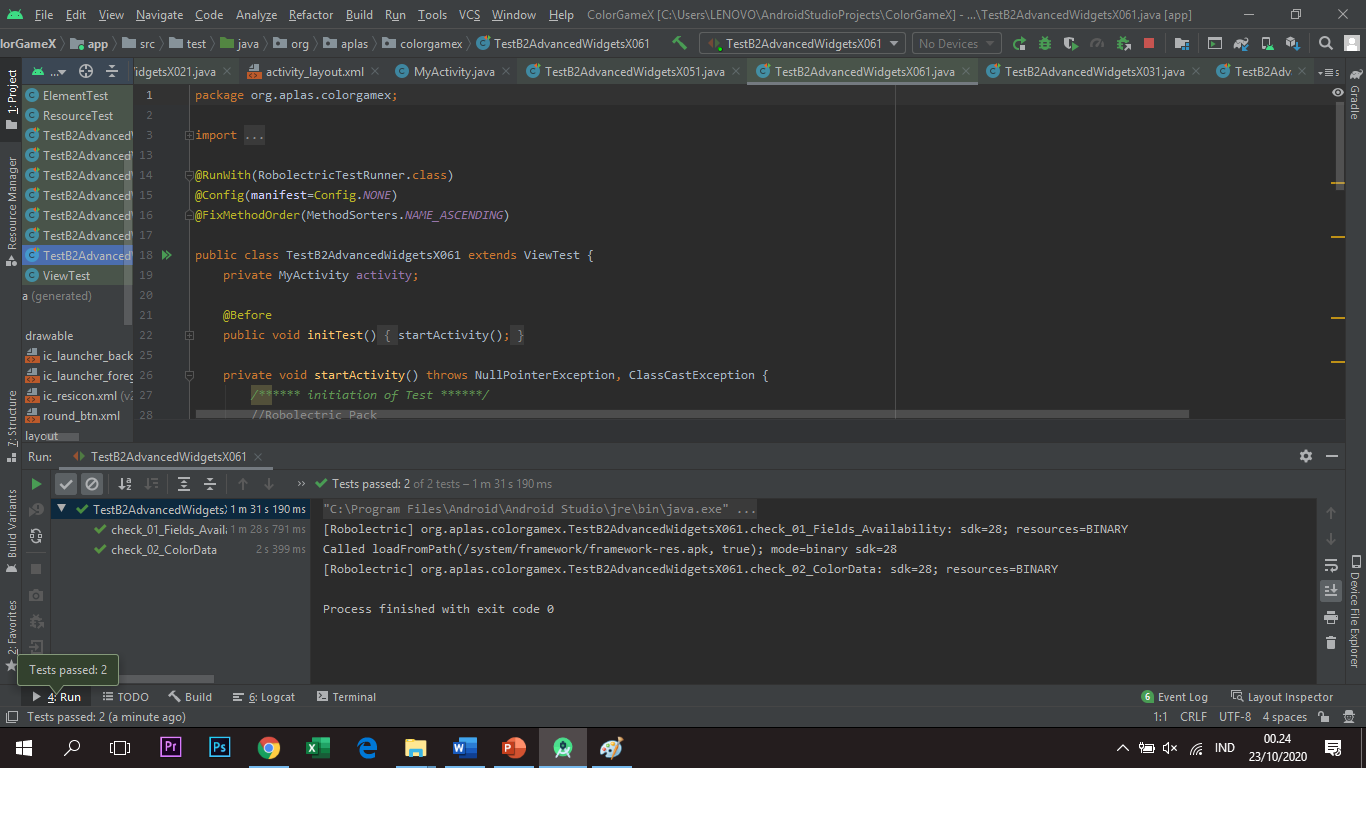 File Edit View Navigate Code Analyze Refactor Build Run Tools VCS Window Help ColorGameX [C:\Users\LENOVO\AndroidStudioProjects\ColorGameX] - ...\TestB2AdvancedWidgetsX061.java [app]
lorGameX app src test java org aplas colorgamex TestB2AdvancedWidgetsX061 TestB2AdvancedWidgetsX061 No Devices
1: Project
... idgetsX021.java activity_layout.xml MyActivity.java TestB2AdvancedWidgetsX051.java TestB2AdvancedWidgetsX061.java TestB2AdvancedWidgetsX031.java TestB2Adv
ElementTest
ResourceTest
TestB2Advanced
TestB2Advanced
TestB2Advanced
TestB2Advanced
TestB2Advanced
TestB2Advanced
TestB2Advanced
ViewTest
a (generated)
drawable
ic_launcher_back
ic_launcher_foreg
ic_resicon.xml (v2
round_btn.xml
layout
Resource Manager
7: Structure
Build Variants
2: Favorites
Gradle
Device File Explorer
1 package org.aplas.colorgamex;
2
3 import ...
13
14 @RunWith(RobolectricTestRunner.class)
15 @Config(manifest=Config.NONE)
16 @FixMethodOrder(MethodSorters.NAME_ASCENDING)
17
18 public class TestB2AdvancedWidgetsX061 extends ViewTest {
19 private MyActivity activity;
20
21 @Before
22 public void initTest() { startActivity(); }
25
26 private void startActivity() throws NullPointerException, ClassCastException {
27 /****** initiation of Test ******/
28 //Robolectric Pack
Run: TestB2AdvancedWidgetsX061
Tests passed: 2 of 2 tests – 1 m 31 s 190 ms
TestB2AdvancedWidgets 1 m 31 s 190 ms
check_01_Fields_Avail 1 m 28 s 791 ms
check_02_ColorData 2 s 399 ms
"C:\Program Files\Android\Android Studio\jre\bin\java.exe" ...
[Robolectric] org.aplas.colorgamex.TestB2AdvancedWidgetsX061.check_01_Fields_Availability: sdk=28; resources=BINARY
Called loadFromPath(/system/framework/framework-res.apk, true); mode=binary sdk=28
[Robolectric] org.aplas.colorgamex.TestB2AdvancedWidgetsX061.check_02_ColorData: sdk=28; resources=BINARY
Process finished with exit code 0
Tests passed: 2
4: Run TODO Build 6: Logcat Terminal 6 Event Log Layout Inspector
Tests passed: 2 (a minute ago) 1:1 CRLF UTF-8 4 spaces
Pr Ps IND 00.24
23/10/2020